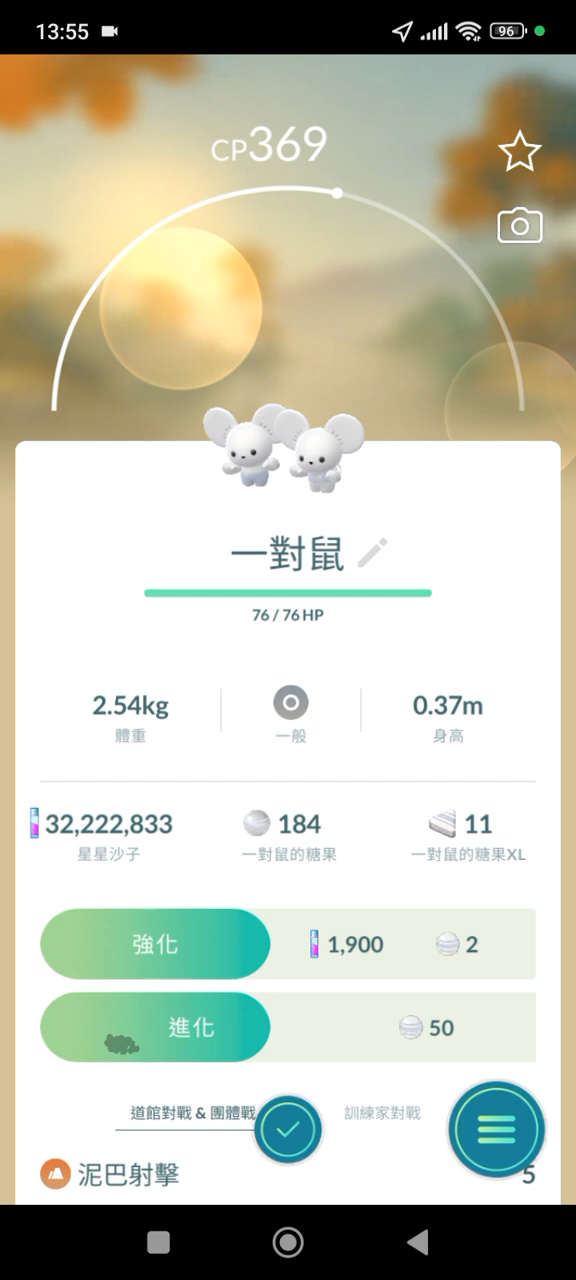 13:55
96
CP369
一對鼠
76 / 76 HP
2.54kg
一般
0.37m
體重
身高
32,222,833
184
11
星星沙子
一對鼠的糖果
一對鼠的糖果XL
強化
1,900
2
進化
50
道館對戰 & 團體戰
訓練家對戰
泥巴射擊
5